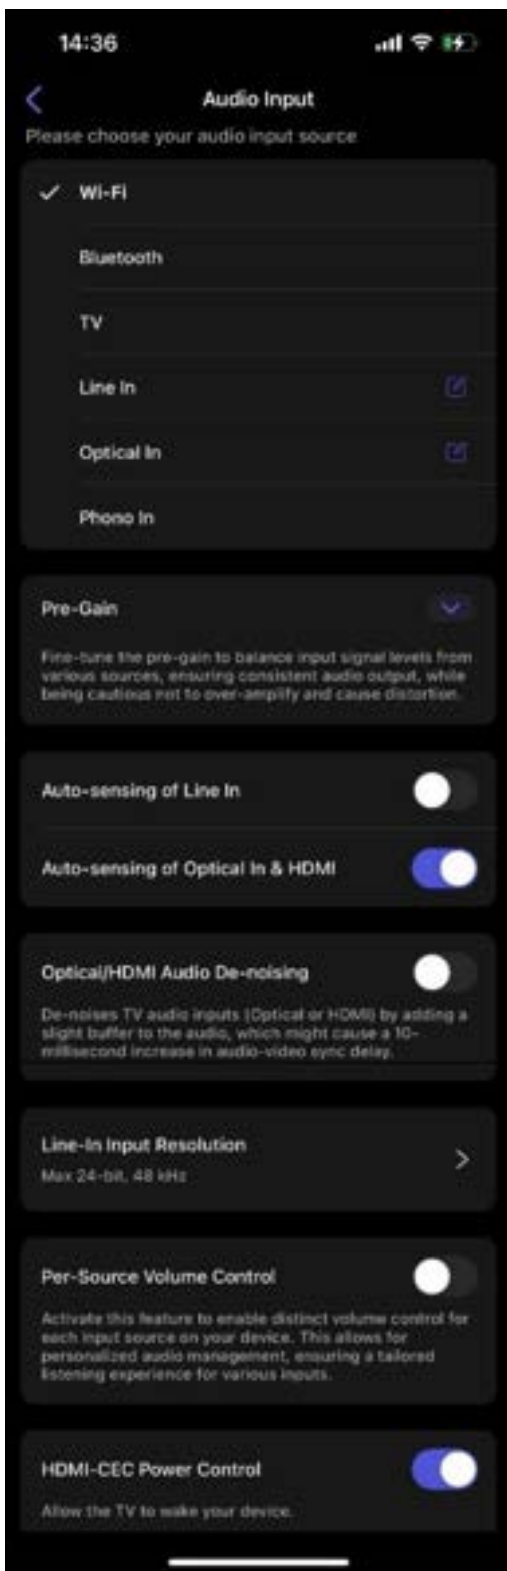 14:36
Audio Input
Please choose your audio input source
Wi-Fi
Bluetooth
TV
Line In
Optical In
Phono In
Pre-Gain
Fine-tune the pre-gain to balance input signal levels from
various sources, ensuring consistent audio output, while
being cautious not to over-amplify and cause distortion.
Auto-sensing of Line In
Auto-sensing of Optical In & HDMI
Optical/HDMI Audio De-noising
De-noises TV audio inputs (Optical or HDMI) by adding a
slight buffer to the audio, which might cause a 10-
millisecond increase in audio-video sync delay.
Line-In Input Resolution
Max 24-bit, 48 kHz
Per-Source Volume Control
Activate this feature to enable distinct volume control for
each input source on your device. This allows for
personalized audio management, ensuring a tailored
listening experience for various inputs.
HDMI-CEC Power Control
Allow the TV to wake your device.